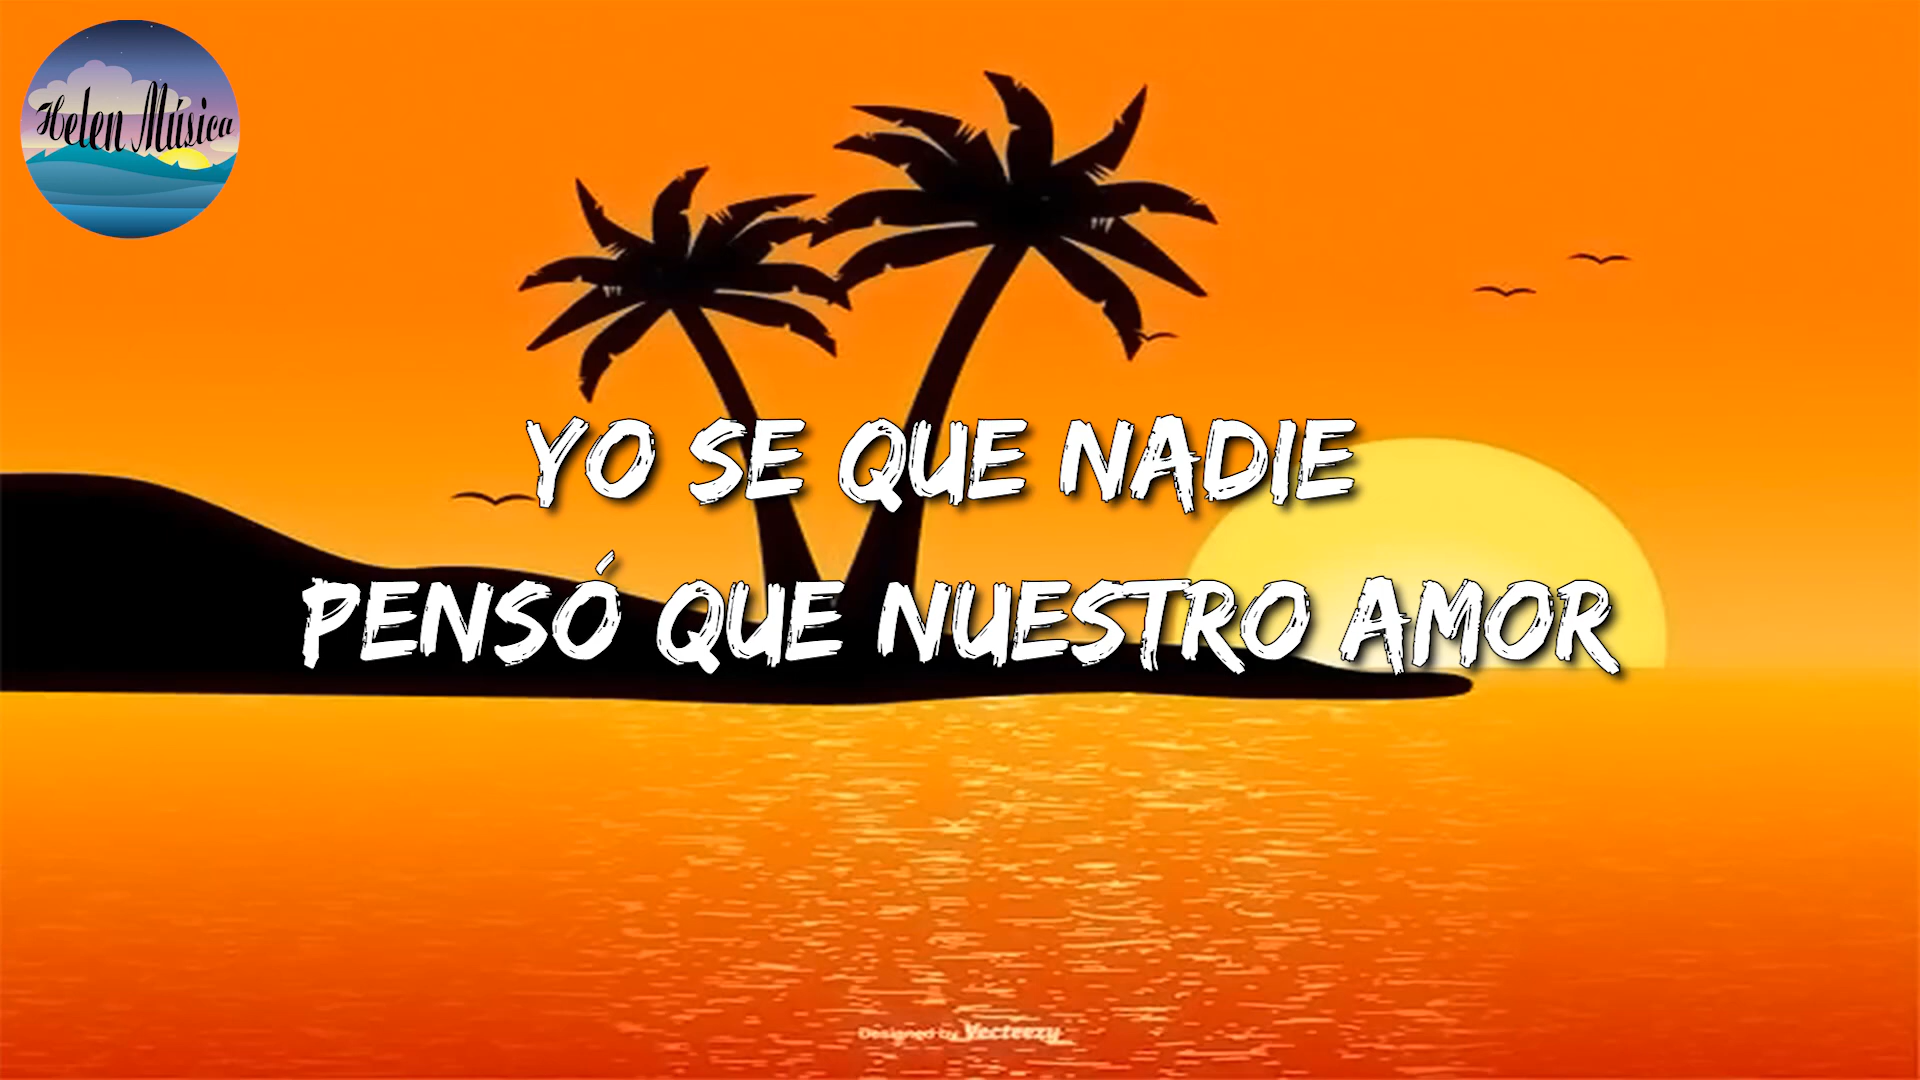 Helen Música
YO SE QUE NADIE
PENSÓ QUE NUESTRO AMOR
Designed by Vecteezy